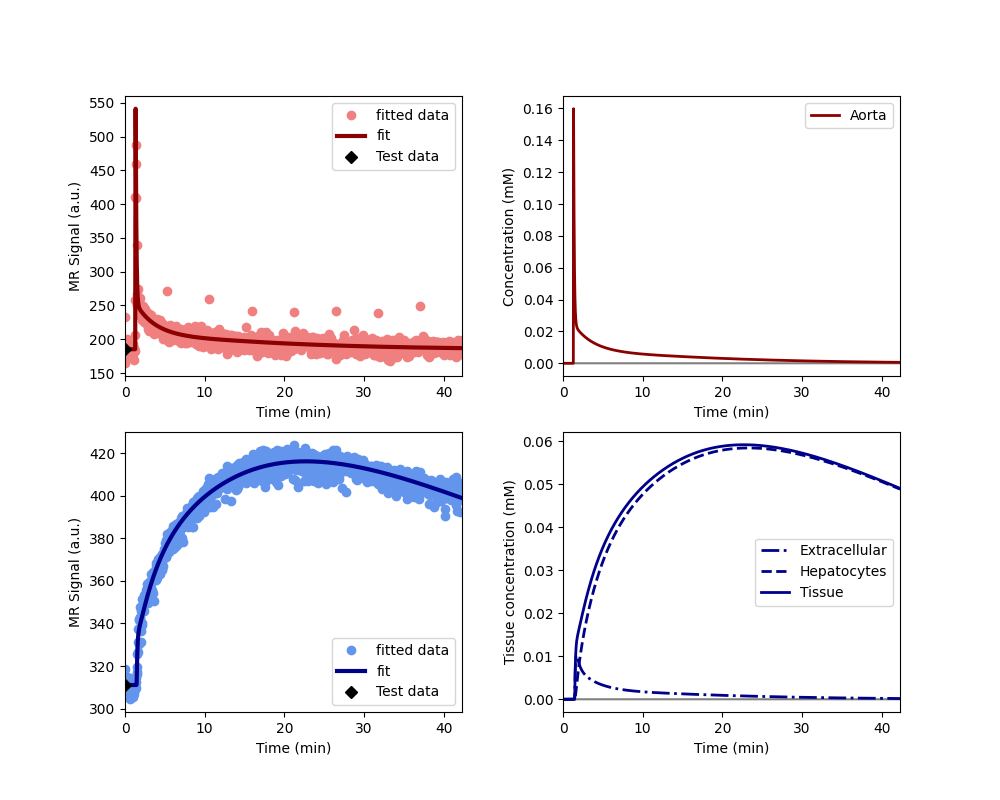 550
500
450
400
350
300
250
200
150
MR Signal (a.u.)
fitted data
fit
Test data
0
10
20
30
40
Time (min)
0.16
0.14
0.12
0.10
0.08
0.06
0.04
0.02
0.00
Concentration (mM)
Aorta
0
10
20
30
40
Time (min)
420
400
380
360
340
320
300
MR Signal (a.u.)
fitted data
fit
Test data
0
10
20
30
40
Time (min)
0.06
0.05
0.04
0.03
0.02
0.01
0.00
Tissue concentration (mM)
Extracellular
Hepatocytes
Tissue
0
10
20
30
40
Time (min)